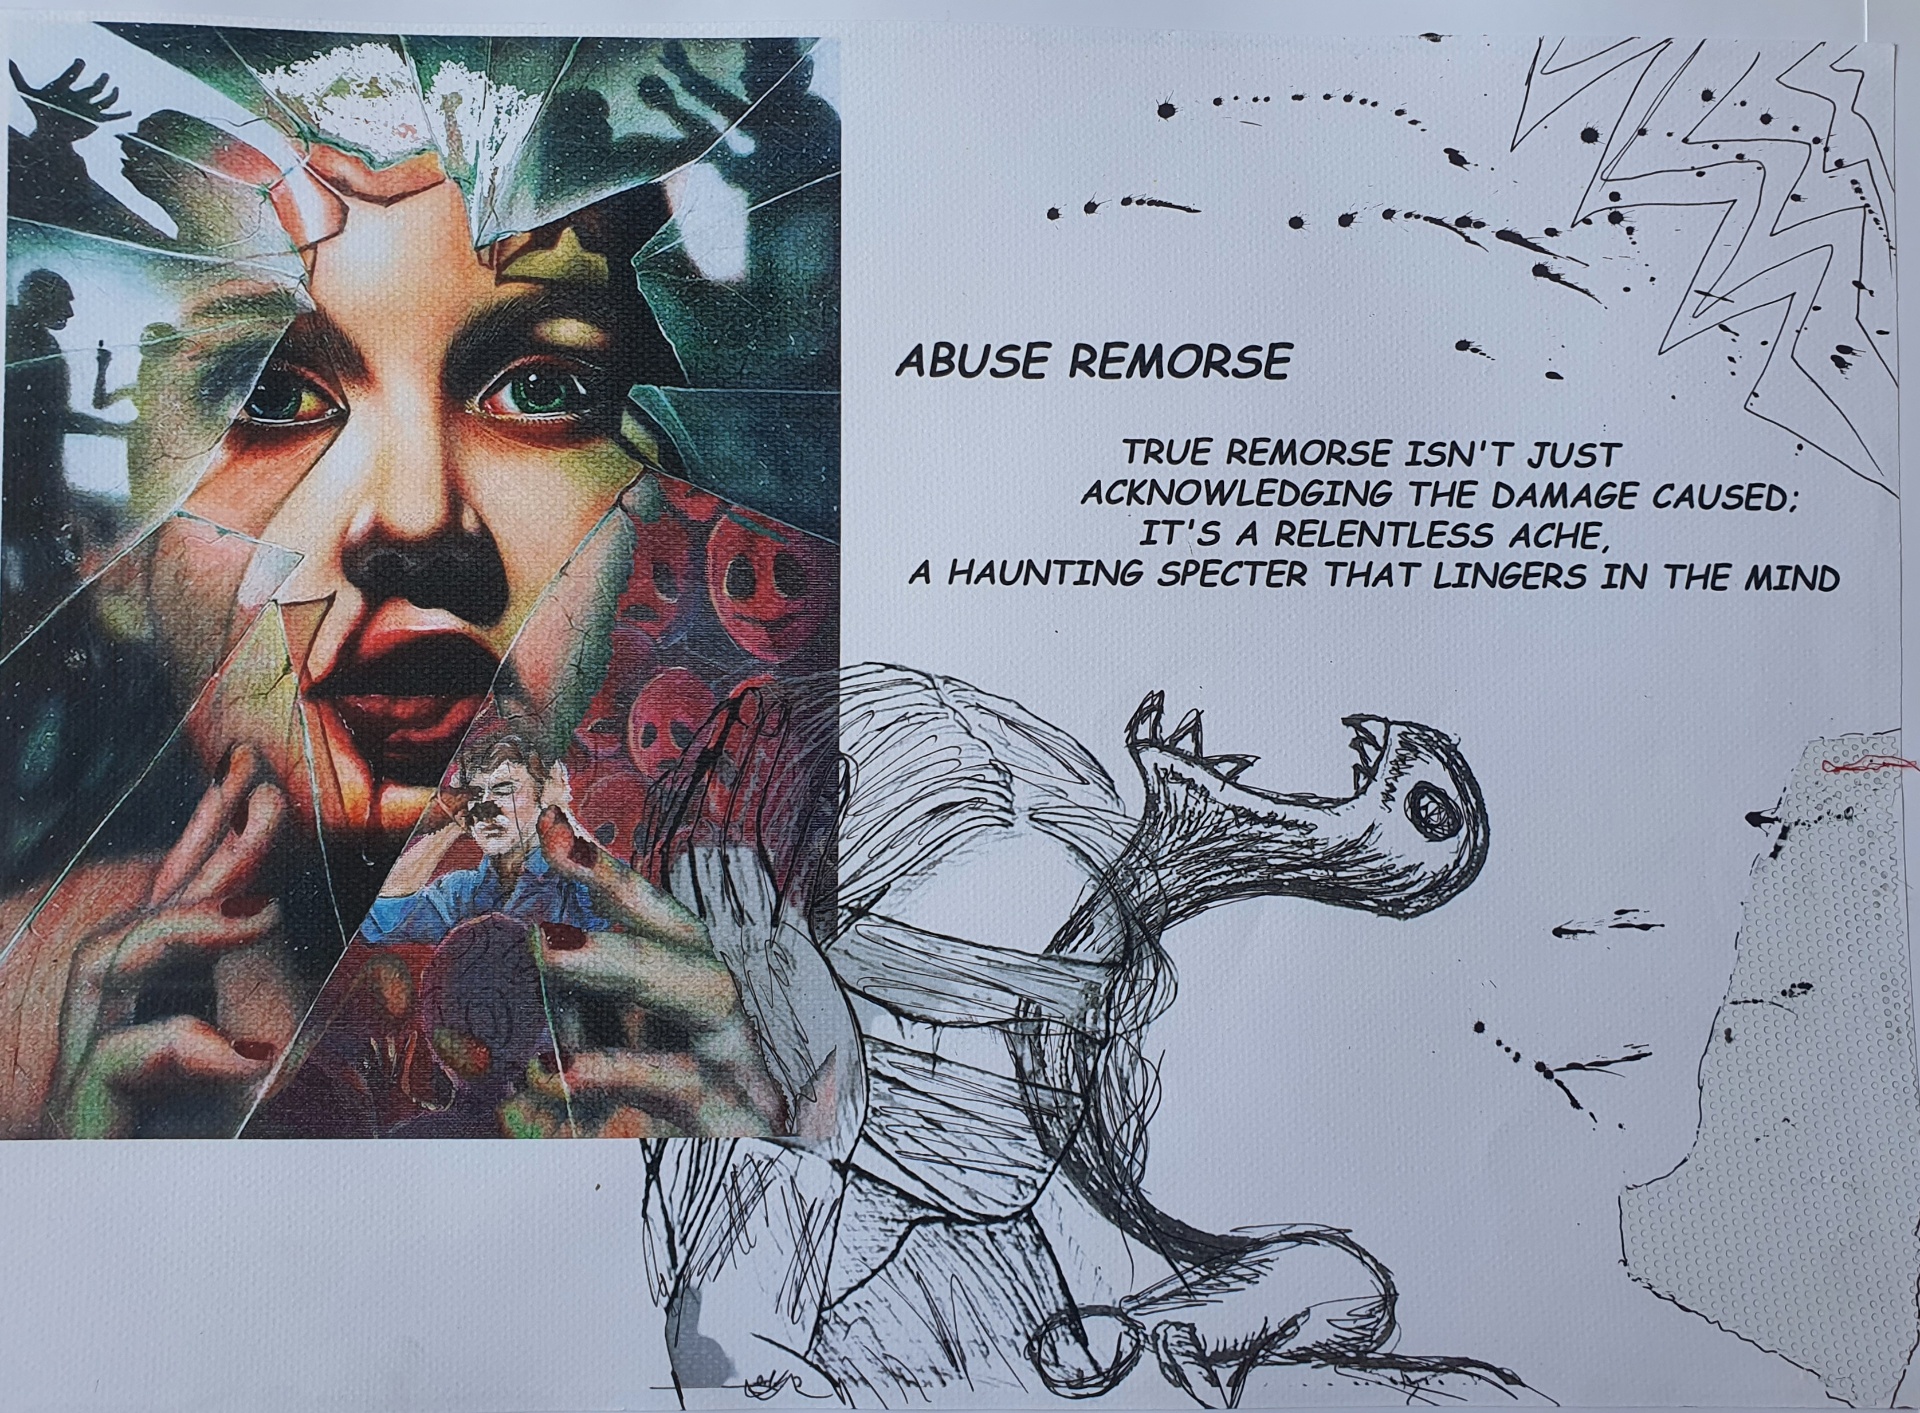 ABUSE REMORSE
TRUE REMORSE ISN'T JUST
ACKNOWLEDGING THE DAMAGE CAUSED;
IT'S A RELENTLESS ACHE,
A HAUNTING SPECTER THAT LINGERS IN THE MIND